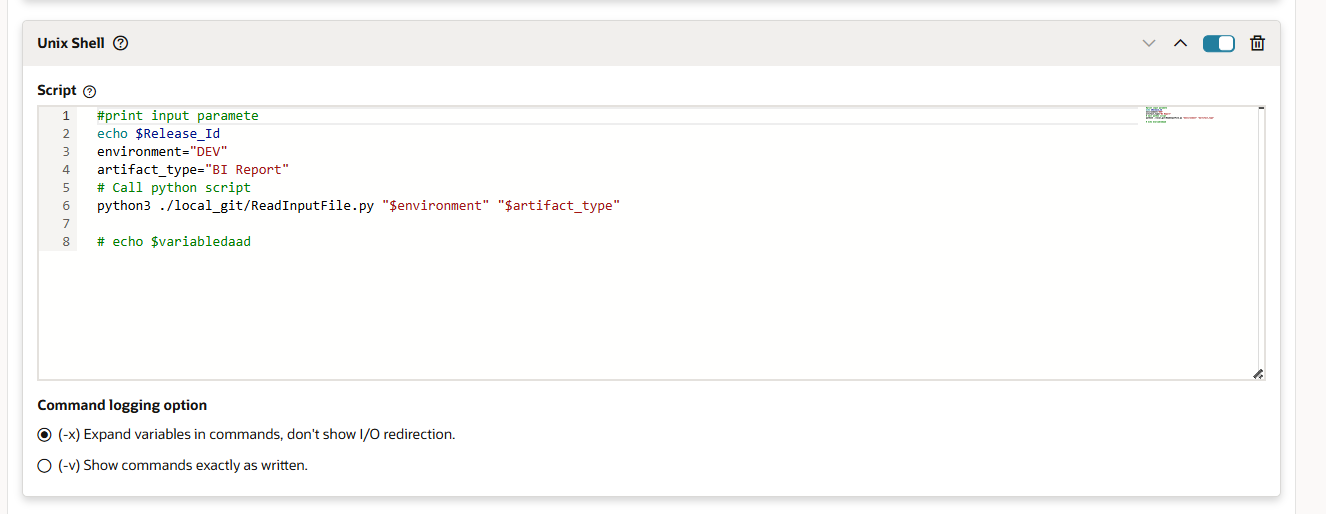 Unix Shell
Script
1 #print input paramete
2 echo $Release_Id
3 environment="DEV"
4 artifact_type="BI Report"
5 # Call python script
6 python3 ./local_git/ReadInputFile.py "$environment" "$artifact_type"
7
8 # echo $variabledaad
Command logging option
(-x) Expand variables in commands, don't show I/O redirection.
(-v) Show commands exactly as written.